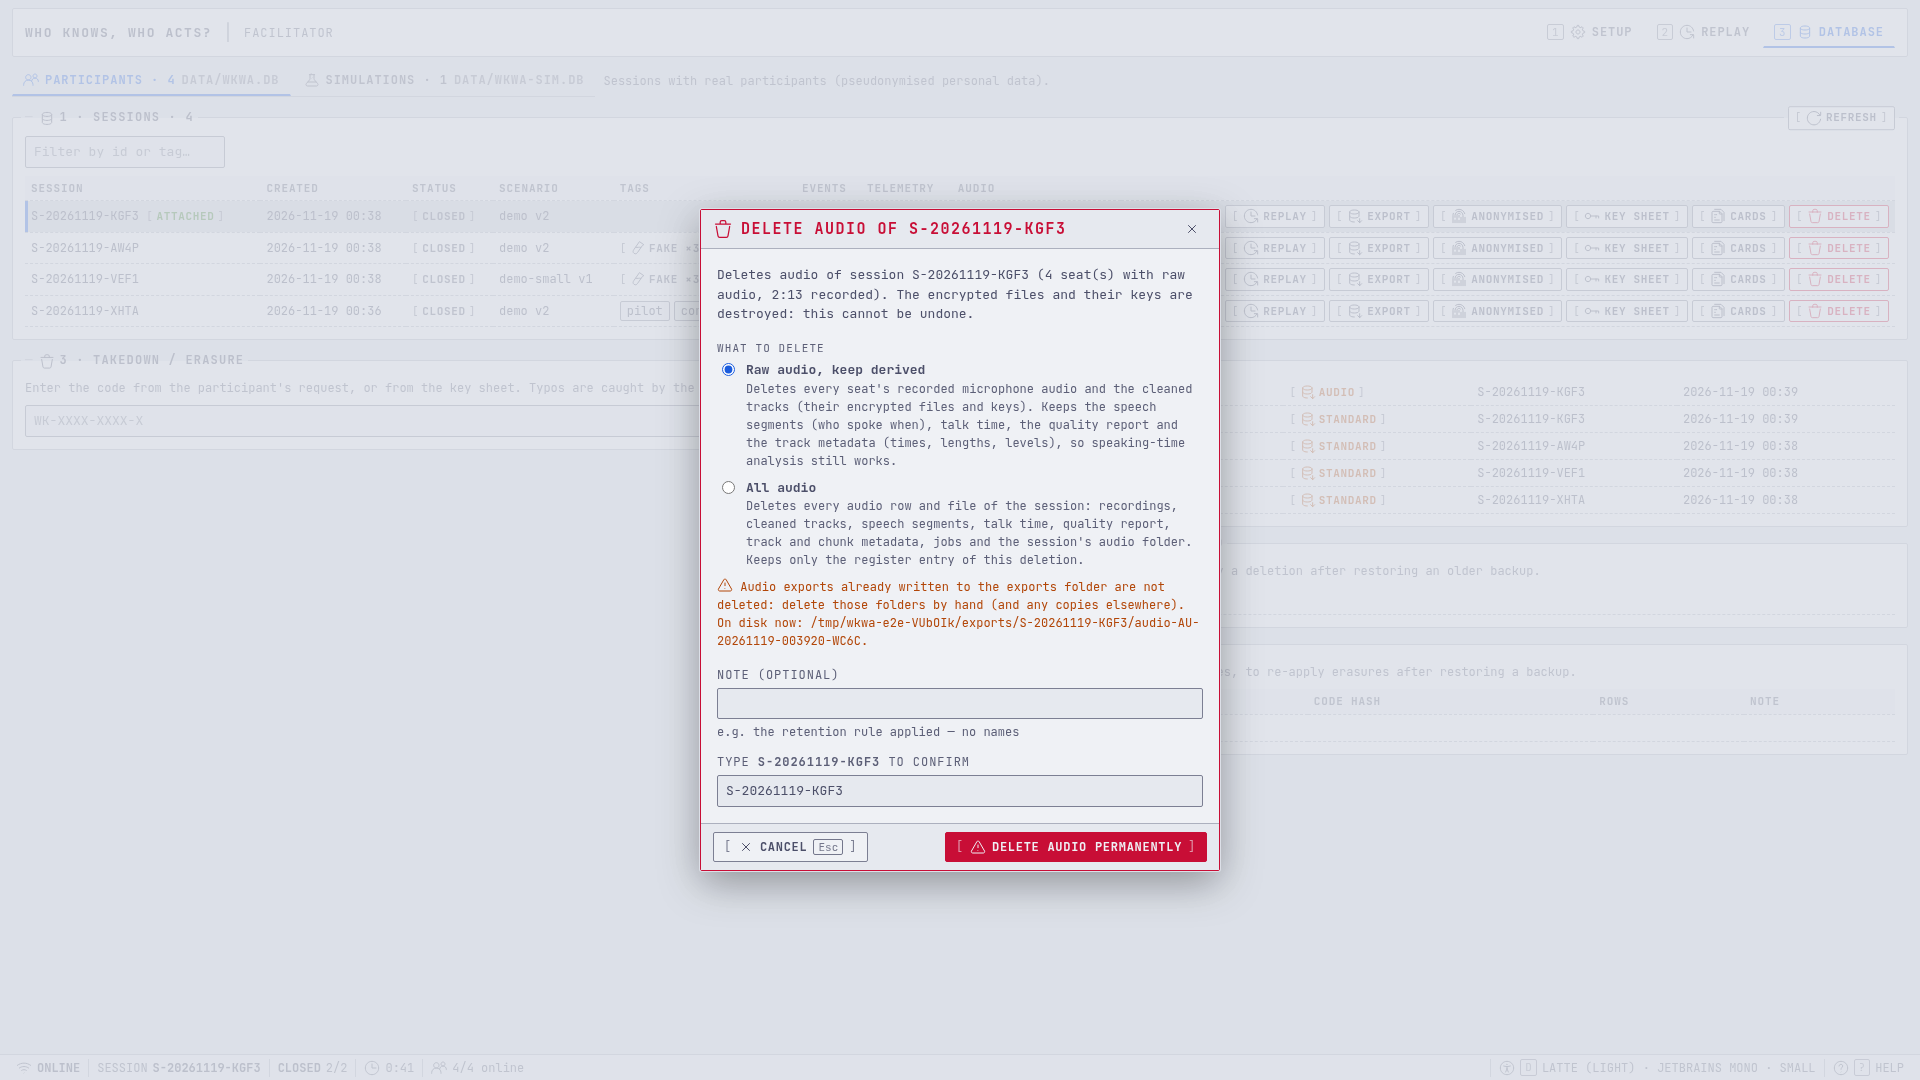 WHO KNOWS, WHO ACTS? FACILITATOR 1 SETUP 2 REPLAY 3 DATABASE
PARTICIPANTS · 4 DATA/WKWA.DB SIMULATIONS · 1 DATA/WKWA-SIM.DB Sessions with real participants (pseudonymised personal data).
1 · SESSIONS · 4 [ REFRESH ]
Filter by id or tag…
SESSION CREATED STATUS SCENARIO TAGS EVENTS TELEMETRY AUDIO
S-20261119-KGF3 [ ATTACHED ] 2026-11-19 00:38 [ CLOSED ] demo v2 [ REPLAY ] [ EXPORT ] [ ANONYMISED ] [ KEY SHEET ] [ CARDS ] [ DELETE ]
S-20261119-AW4P 2026-11-19 00:38 [ CLOSED ] demo v2 [ FAKE ×3 [ REPLAY ] [ EXPORT ] [ ANONYMISED ] [ KEY SHEET ] [ CARDS ] [ DELETE ]
S-20261119-VEF1 2026-11-19 00:38 [ CLOSED ] demo-small v1 [ FAKE ×3 [ REPLAY ] [ EXPORT ] [ ANONYMISED ] [ KEY SHEET ] [ CARDS ] [ DELETE ]
S-20261119-XHTA 2026-11-19 00:36 [ CLOSED ] demo v2 pilot [ REPLAY ] [ EXPORT ] [ ANONYMISED ] [ KEY SHEET ] [ CARDS ] [ DELETE ]
3 · TAKEDOWN / ERASURE
Enter the code from the participant's request, or from the key sheet. Typos are caught by the
WK-XXXX-XXXX-X
[ AUDIO ] S-20261119-KGF3 2026-11-19 00:39
[ STANDARD ] S-20261119-KGF3 2026-11-19 00:39
[ STANDARD ] S-20261119-AW4P 2026-11-19 00:38
[ STANDARD ] S-20261119-VEF1 2026-11-19 00:38
[ STANDARD ] S-20261119-XHTA 2026-11-19 00:38
a deletion after restoring an older backup.
to re-apply erasures after restoring a backup.
CODE HASH ROWS NOTE
DELETE AUDIO OF S-20261119-KGF3
Deletes audio of session S-20261119-KGF3 (4 seat(s) with raw
audio, 2:13 recorded). The encrypted files and their keys are
destroyed: this cannot be undone.
WHAT TO DELETE
Raw audio, keep derived
Deletes every seat's recorded microphone audio and the cleaned
tracks (their encrypted files and keys). Keeps the speech
segments (who spoke when), talk time, the quality report and
the track metadata (times, lengths, levels), so speaking-time
analysis still works.
All audio
Deletes every audio row and file of the session: recordings,
cleaned tracks, speech segments, talk time, quality report,
track and chunk metadata, jobs and the session's audio folder.
Keeps only the register entry of this deletion.
Audio exports already written to the exports folder are not
deleted: delete those folders by hand (and any copies elsewhere).
On disk now: /tmp/wkwa-e2e-VUbOIk/exports/S-20261119-KGF3/audio-AU-
20261119-003920-WC6C.
NOTE (OPTIONAL)
e.g. the retention rule applied — no names
TYPE S-20261119-KGF3 TO CONFIRM
S-20261119-KGF3
[ CANCEL Esc ] [ DELETE AUDIO PERMANENTLY ]
ONLINE SESSION S-20261119-KGF3 CLOSED 2/2 0:41 4/4 online D LATTE (LIGHT) · JETBRAINS MONO · SMALL ? HELP